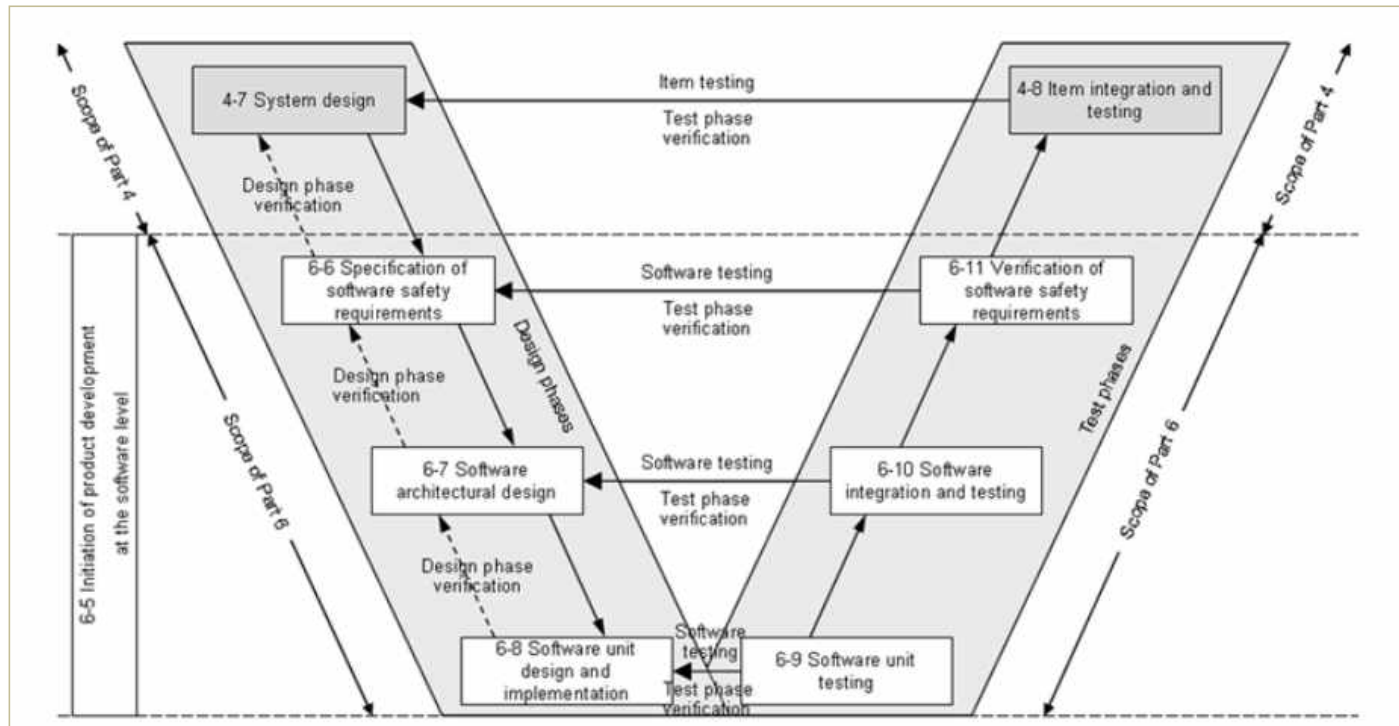 Scope of Part 4
4-7 System design
Item testing
Test phase
verification
4-8 Item integration and
testing
Scope of Part 4
Design phase
verification
6-6 Specification of
software safety
requirements
Software testing
Test phase
verification
6-11 Verification of
software safety
requirements
Design phases
Test phases
Design phase
verification
6-5 Initiation of product development
at the software level
Scope of Part 6
Scope of Part 6
6-7 Software
architectural design
Software testing
Test phase
verification
6-10 Software
integration and testing
Design phase
verification
6-8 Software unit
design and
implementation
Software
testing
Test phase
verification
6-9 Software unit
testing